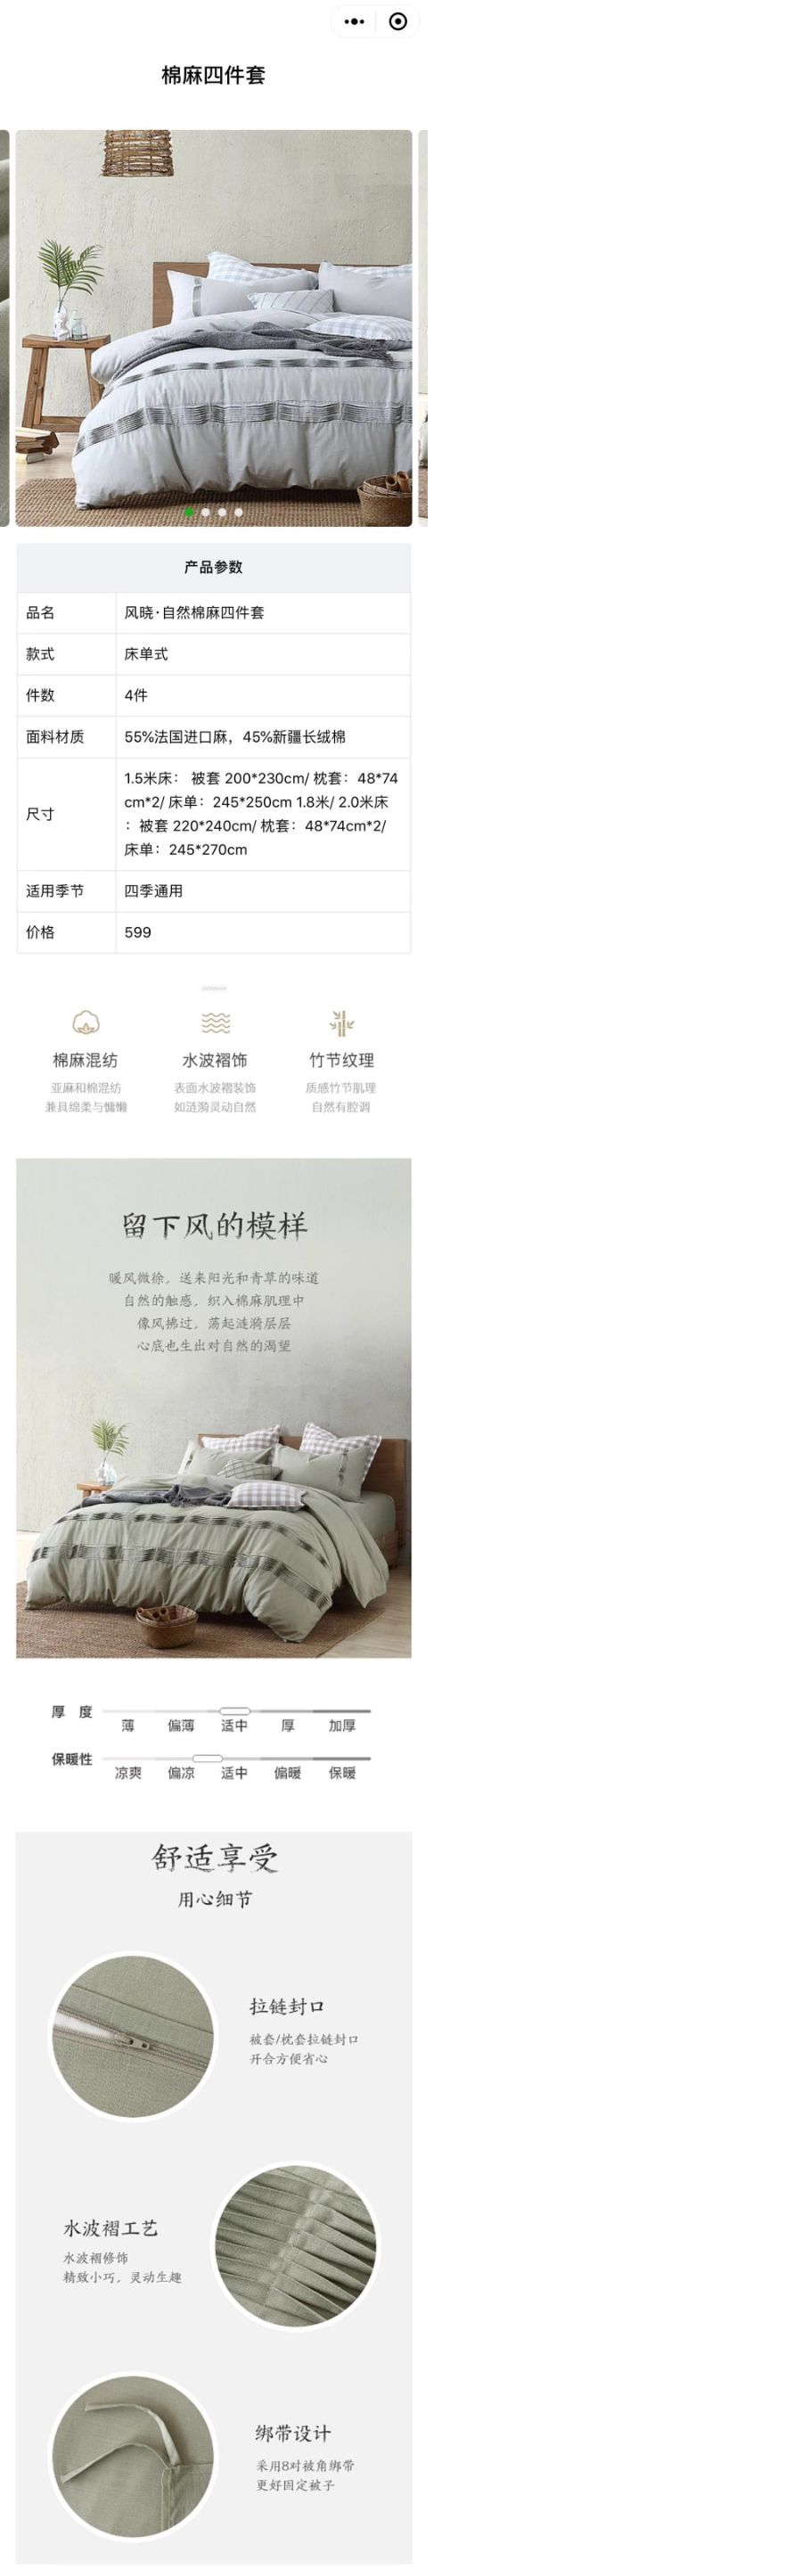 棉麻四件套
产品参数
品名 风晓·自然棉麻四件套
款式 床单式
件数 4件
面料材质 55%法国进口麻，45%新疆长绒棉
尺寸 1.5米床： 被套 200*230cm/ 枕套：48*74
cm*2/ 床单：245*250cm 1.8米/ 2.0米床
：被套 220*240cm/ 枕套：48*74cm*2/
床单：245*270cm
适用季节 四季通用
价格 599
棉麻混纺 水波褶饰 竹节纹理
亚麻和棉混纺 表面水波褶装饰 质感竹节肌理
兼具绵柔与慵懒 如涟漪灵动自然 自然有腔调
留下风的模样
暖风微徐，送来阳光和青草的味道
自然的触感，织入棉麻肌理中
像风拂过，荡起涟漪层层
心底也生出对自然的渴望
厚 度
薄 偏薄 适中 厚 加厚
保暖性
凉爽 偏凉 适中 偏暖 保暖
舒适享受
用心细节
拉链封口
被套/枕套拉链封口
开合方便省心
水波褶工艺
水波褶修饰
精致小巧，灵动生趣
绑带设计
采用8对被角绑带
更好固定被子